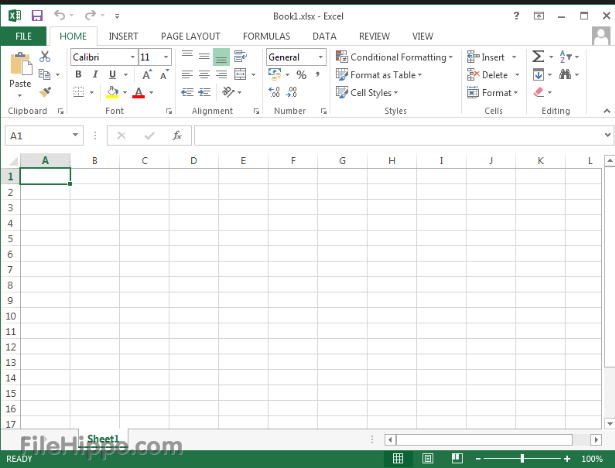 Book1.xlsx - Excel
FILE HOME INSERT PAGE LAYOUT FORMULAS DATA REVIEW VIEW
Calibri 11 General Conditional Formatting Insert
Paste B I U % , Format as Table Delete
A Cell Styles Format
Clipboard Font Alignment Number Styles Cells Editing
A1 fx
A B C D E F G H I J K L
1
2
3
4
5
6
7
8
9
10
11
12
13
14
15
16
17
Sheet1
FileHippo.com
READY 100%